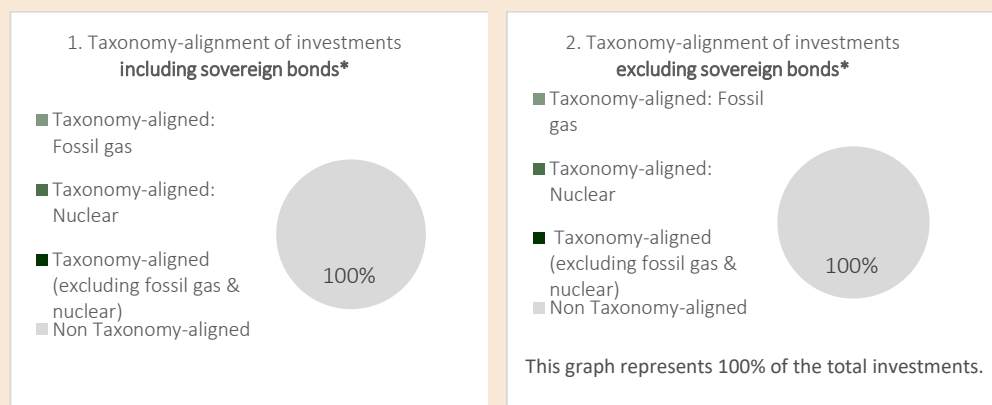 1. Taxonomy-alignment of investments
including sovereign bonds*
Taxonomy-aligned:
Fossil gas
Taxonomy-aligned:
Nuclear
Taxonomy-aligned
(excluding fossil gas &
nuclear)
Non Taxonomy-aligned
100%
2. Taxonomy-alignment of investments
excluding sovereign bonds*
Taxonomy-aligned: Fossil
gas
Taxonomy-aligned:
Nuclear
Taxonomy-aligned
(excluding fossil gas &
nuclear)
Non Taxonomy-aligned
100%
This graph represents 100% of the total investments.